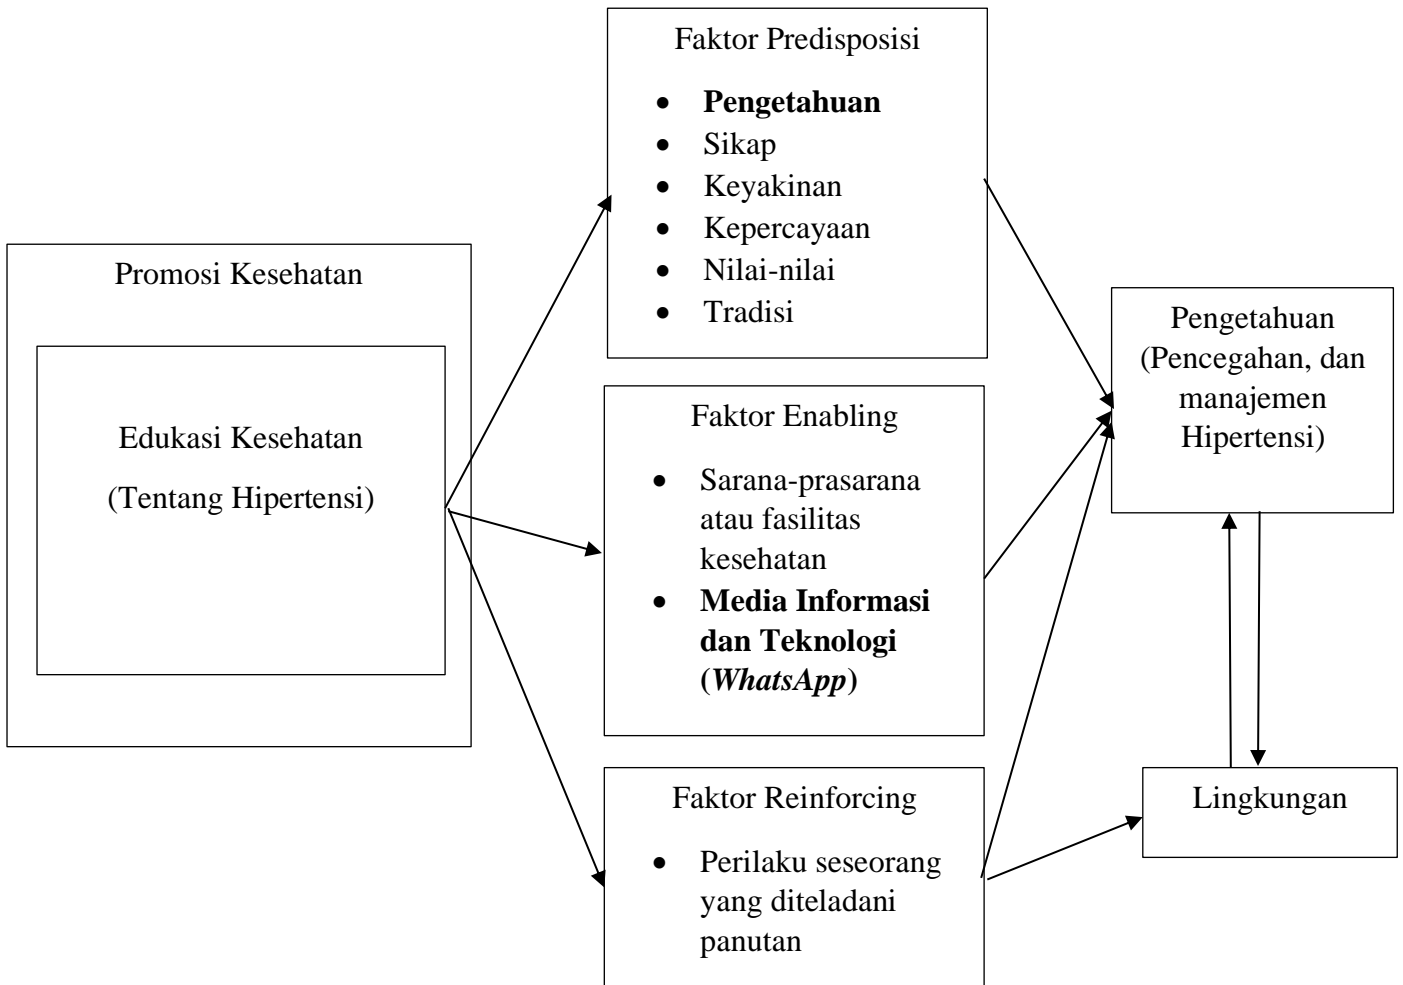 Promosi Kesehatan
Edukasi Kesehatan
(Tentang Hipertensi)
Faktor Predisposisi
• Pengetahuan
• Sikap
• Keyakinan
• Kepercayaan
• Nilai-nilai
• Tradisi
Faktor Enabling
• Sarana-prasarana
atau fasilitas
kesehatan
• Media Informasi
dan Teknologi
(WhatsApp)
Faktor Reinforcing
• Perilaku seseorang
yang diteladani
panutan
Pengetahuan
(Pencegahan, dan
manajemen
Hipertensi)
Lingkungan